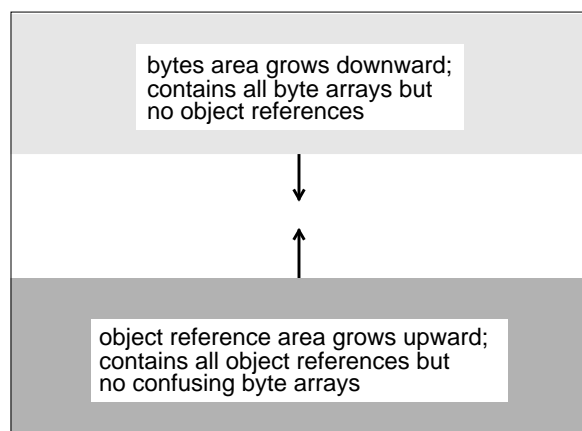 bytes area grows downward;
contains all byte arrays but
no object references
object reference area grows upward;
contains all object references but
no confusing byte arrays